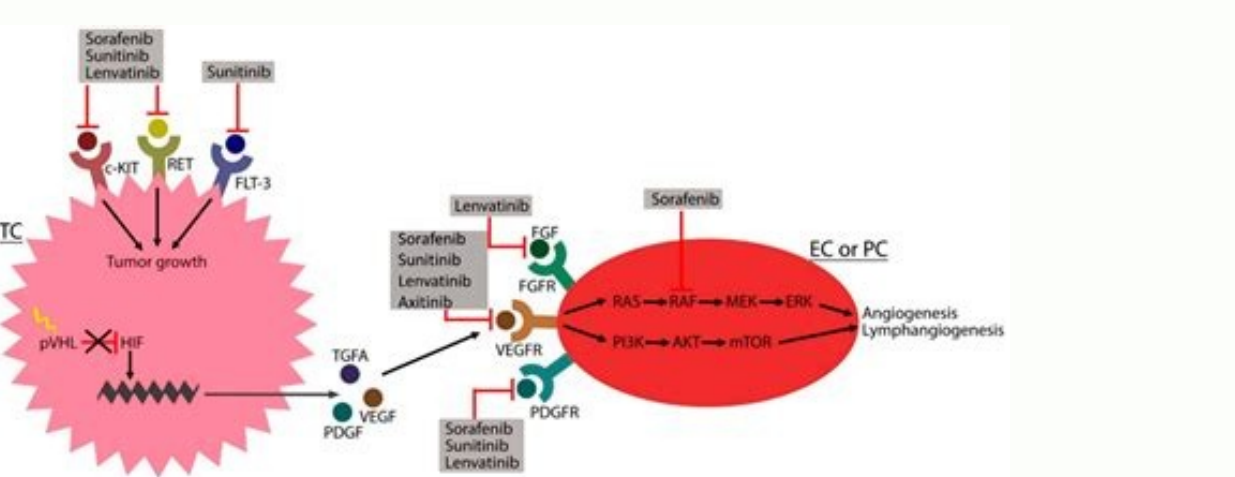 Sorafenib
Sunitinib
Lenvatinib
Sunitinib
c-KIT
RET
FLT-3
TC
Tumor growth
pVHL
HIF
TGFA
VEGF
PDGF
Lenvatinib
Sorafenib
Sunitinib
Lenvatinib
Axitinib
FGF
FGFR
VEGFR
PDGFR
Sorafenib
Sunitinib
Lenvatinib
Sorafenib
EC or PC
RAS RAF MEK ERK
PI3K AKT mTOR
Angiogenesis
Lymphangiogenesis